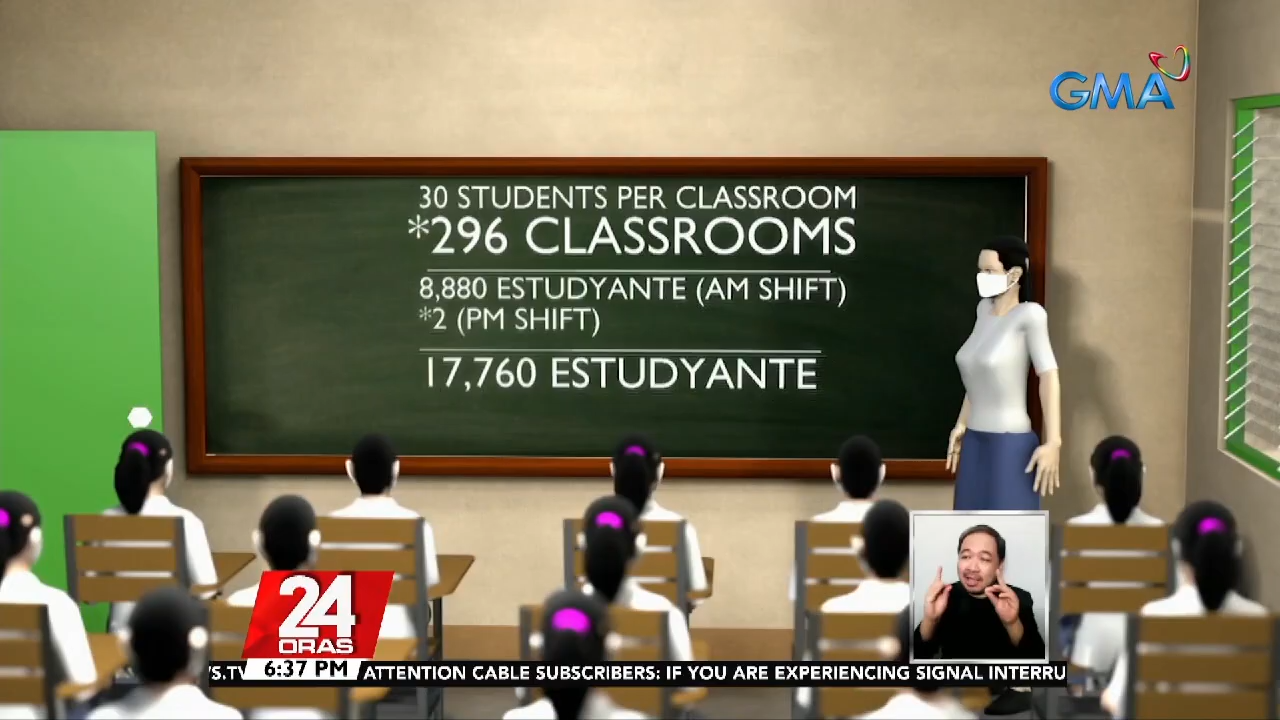 GMA
30 STUDENTS PER CLASSROOM
*296 CLASSROOMS
8,880 ESTUDYANTE (AM SHIFT)
*2 (PM SHIFT)
17,760 ESTUDYANTE
24
ORAS
6:37 PM
ATTENTION CABLE SUBSCRIBERS: IF YOU ARE EXPERIENCING SIGNAL